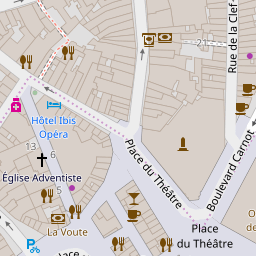 Rue de la Clef
21
Hôtel Ibis
Opéra
Place du Théâtre
Boulevard Carnot
13
6
Église Adventiste
5
La Voute
Place
du Théâtre
O
de